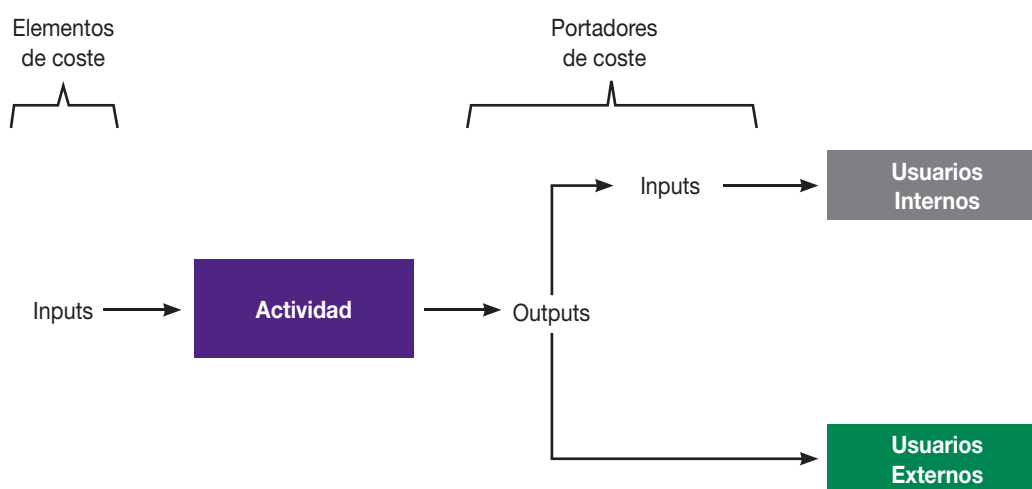 Elementos
de coste
Portadores
de coste
Inputs
Usuarios
Internos
Inputs
Actividad
Outputs
Usuarios
Externos